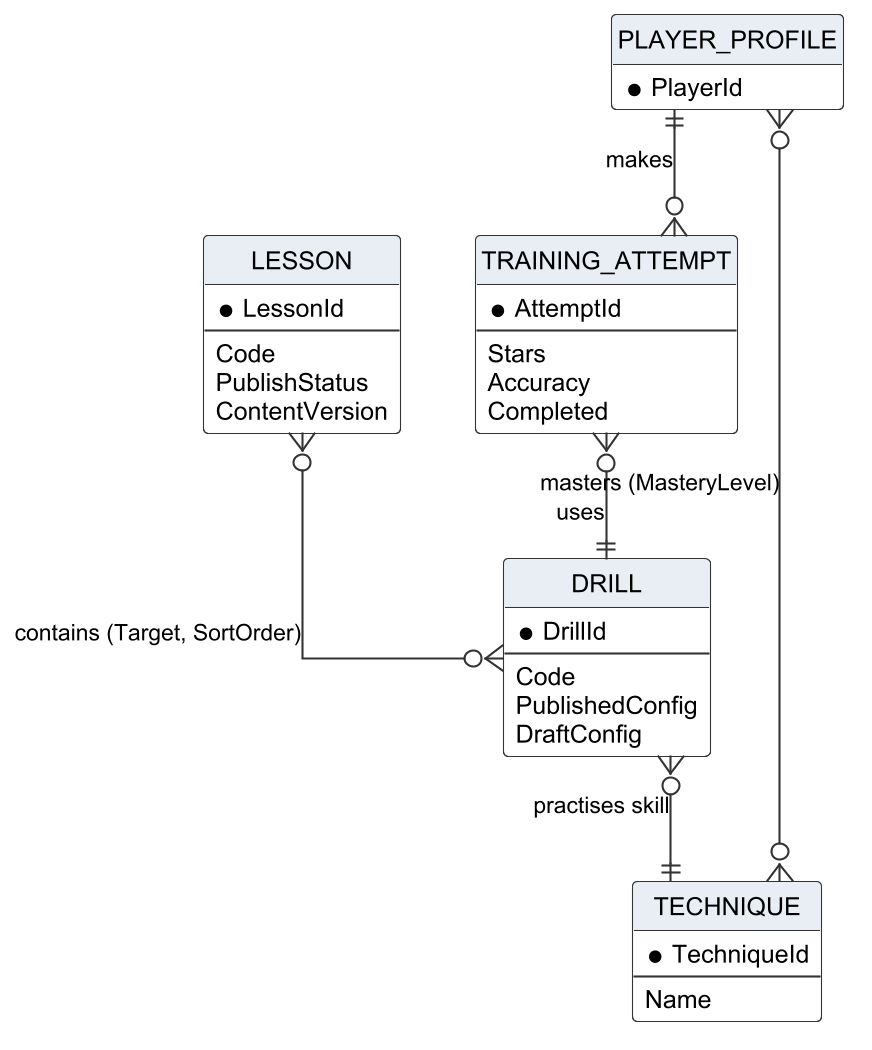 PLAYER_PROFILE
PlayerId
makes
LESSON
LessonId
Code
PublishStatus
ContentVersion
TRAINING_ATTEMPT
AttemptId
Stars
Accuracy
Completed
masters (MasteryLevel)
uses
DRILL
DrillId
Code
PublishedConfig
DraftConfig
contains (Target, SortOrder)
practises skill
TECHNIQUE
TechniqueId
Name